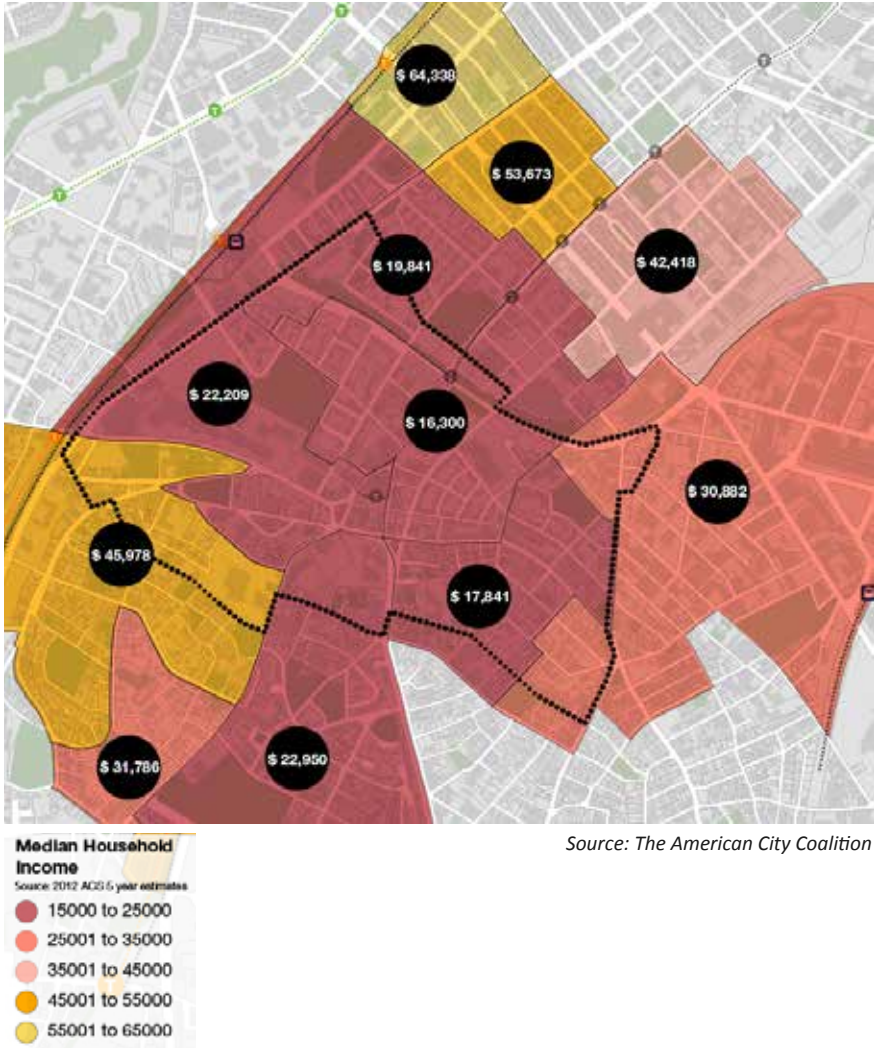 $ 64,338
$ 53,673
$ 19,841
$ 42,418
$ 22,209
$ 16,300
$ 30,882
$ 45,978
$ 17,841
$ 31,786
$ 22,950
Source: The American City Coalition
Median Household
Income
Source: 2012 ACS 5 year estimates
15000 to 25000
25001 to 35000
35001 to 45000
45001 to 55000
55001 to 65000